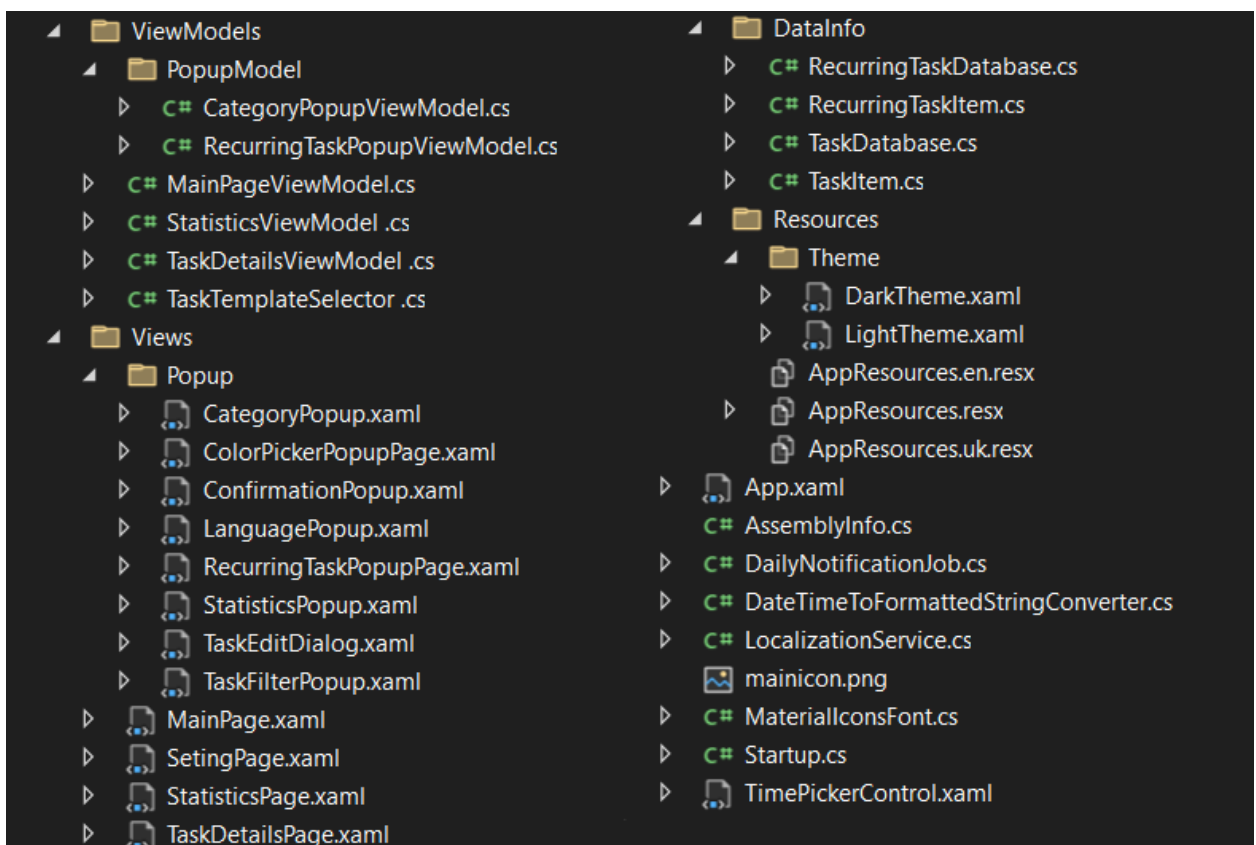 ViewModels
PopupModel
C# CategoryPopupViewModel.cs
C# RecurringTaskPopupViewModel.cs
C# MainPageViewModel.cs
C# StatisticsViewModel .cs
C# TaskDetailsViewModel .cs
C# TaskTemplateSelector .cs
Views
Popup
CategoryPopup.xaml
ColorPickerPopupPage.xaml
ConfirmationPopup.xaml
LanguagePopup.xaml
RecurringTaskPopupPage.xaml
StatisticsPopup.xaml
TaskEditDialog.xaml
TaskFilterPopup.xaml
MainPage.xaml
SetingPage.xaml
StatisticsPage.xaml
TaskDetailsPage.xaml
DataInfo
C# RecurringTaskDatabase.cs
C# RecurringTaskItem.cs
C# TaskDatabase.cs
C# TaskItem.cs
Resources
Theme
DarkTheme.xaml
LightTheme.xaml
AppResources.en.resx
AppResources.resx
AppResources.uk.resx
App.xaml
C# AssemblyInfo.cs
C# DailyNotificationJob.cs
C# DateTimeToFormattedStringConverter.cs
C# LocalizationService.cs
mainicon.png
C# MaterialIconsFont.cs
C# Startup.cs
TimePickerControl.xaml